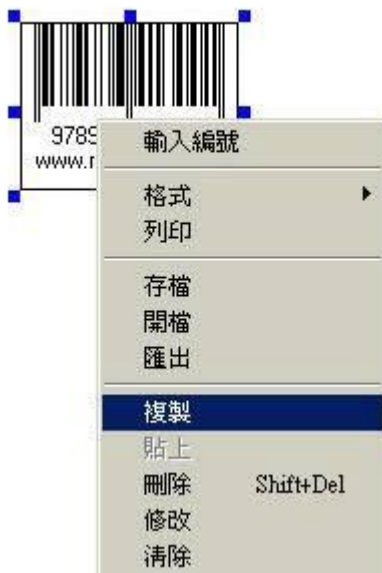 9789
www.r
輸入編號
格式
列印
存檔
開檔
匯出
複製
貼上
刪除 Shift+Del
修改
清除